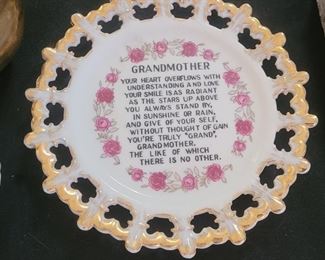 GRANDMOTHER
YOUR HEART OVERFLOWS WITH
UNDERSTANDING AND LOVE
YOUR SMILE IS AS RADIANT
AS THE STARS UP ABOVE
YOU ALWAYS STAND BY,
IN SUNSHINE OR RAIN,
AND GIVE OF YOUR SELF,
WITHOUT THOUGHT OF GAIN
YOU'RE TRULY "GRAND",
GRANDMOTHER,
THE LIKE OF WHICH
THERE IS NO OTHER.